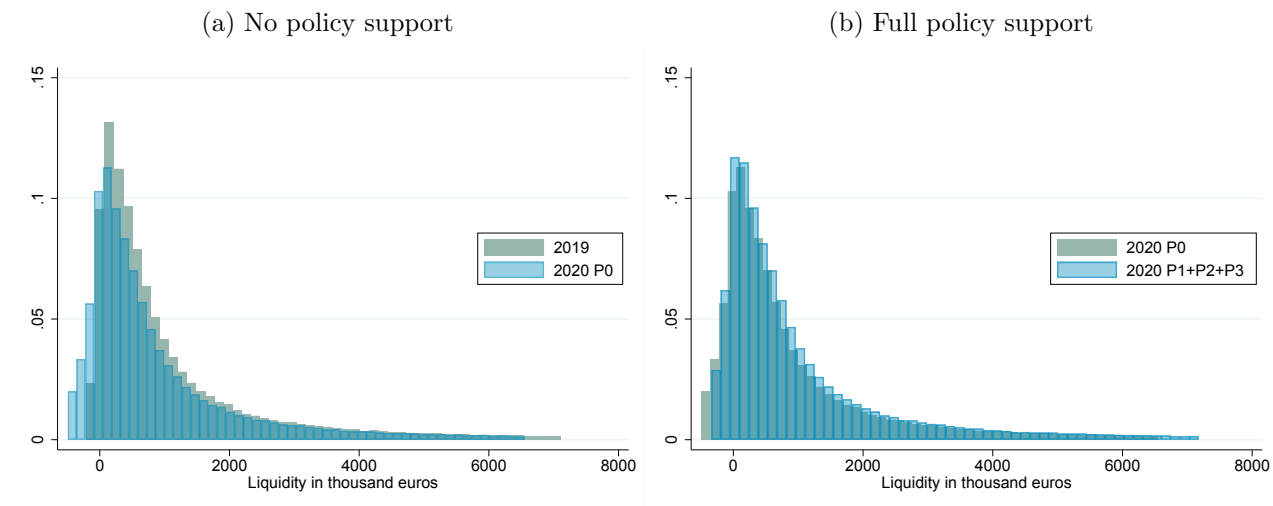 (a) No policy support
.15
.1
.05
0
2019
2020 P0
0 2000 4000 6000 8000
Liquidity in thousand euros
(b) Full policy support
.15
.1
.05
0
2020 P0
2020 P1+P2+P3
0 2000 4000 6000 8000
Liquidity in thousand euros